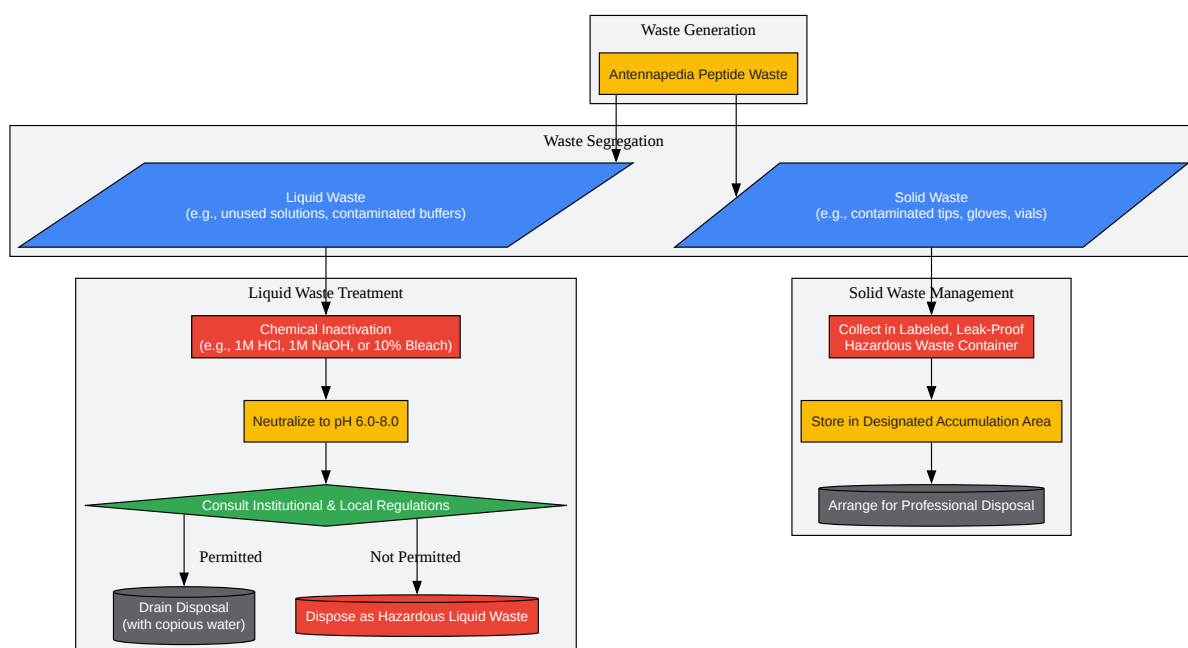 Waste Generation
Antennapedia Peptide Waste
Waste Segregation
Liquid Waste
(e.g., unused solutions, contaminated buffers)
Solid Waste
(e.g., contaminated tips, gloves, vials)
Liquid Waste Treatment
Chemical Inactivation
(e.g., 1M HCl, 1M NaOH, or 10% Bleach)
Neutralize to pH 6.0-8.0
Consult Institutional & Local Regulations
Permitted
Not Permitted
Drain Disposal
(with copious water)
Dispose as Hazardous Liquid Waste
Solid Waste Management
Collect in Labeled, Leak-Proof
Hazardous Waste Container
Store in Designated Accumulation Area
Arrange for Professional Disposal